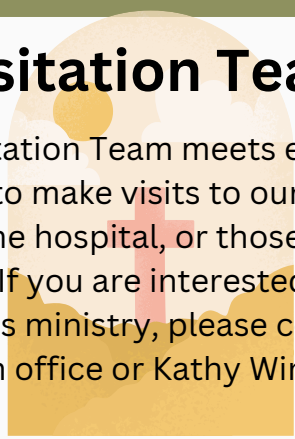 sitation Tea
tation Team meets e
to make visits to our
he hospital, or those
If you are interested
s ministry, please c
office or Kathy Wi